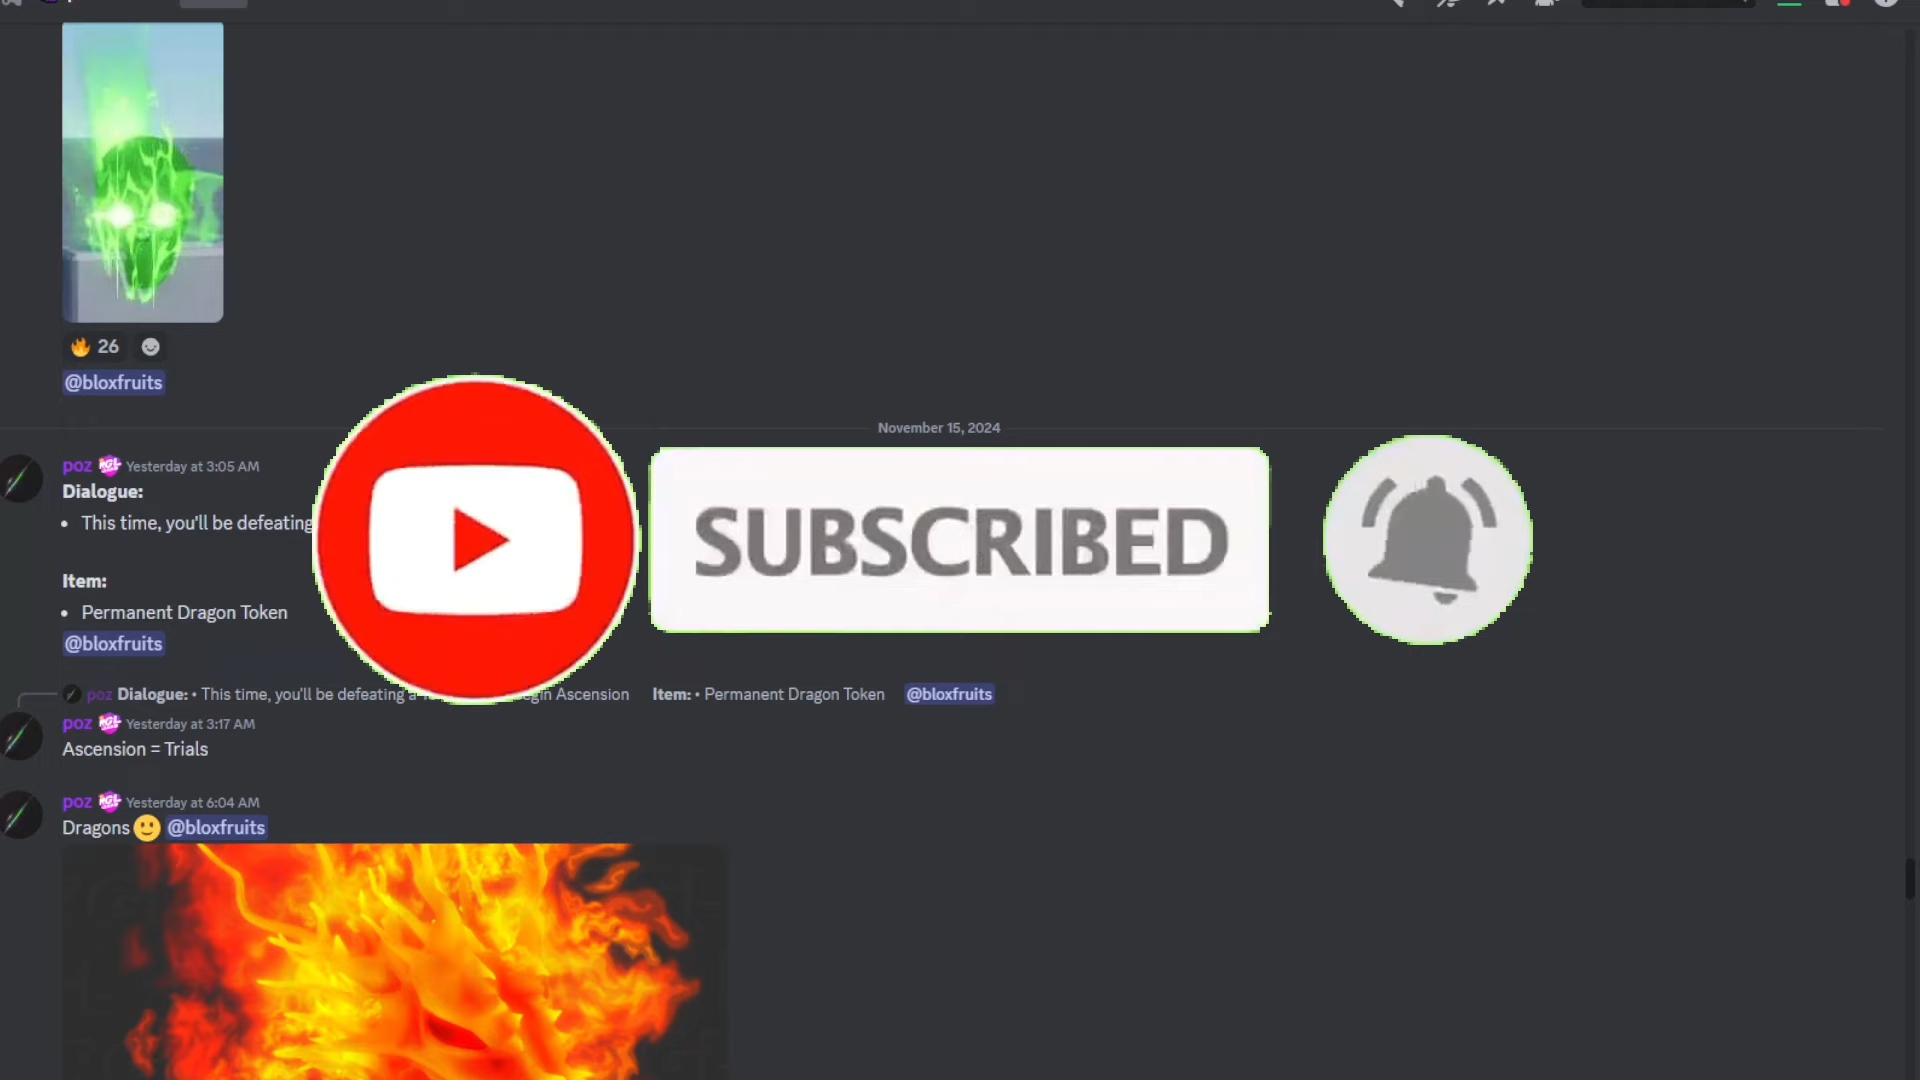 26
@bloxfruits
November 15, 2024
poz Yesterday at 3:05 AM
Dialogue:
• This time, you'll be defeating
SUBSCRIBED
Item:
• Permanent Dragon Token
@bloxfruits
poz Dialogue: • This time, you'll be defeating Ascension Item: • Permanent Dragon Token @bloxfruits
poz Yesterday at 3:17 AM
Ascension = Trials
poz Yesterday at 6:04 AM
Dragons 🙂 @bloxfruits